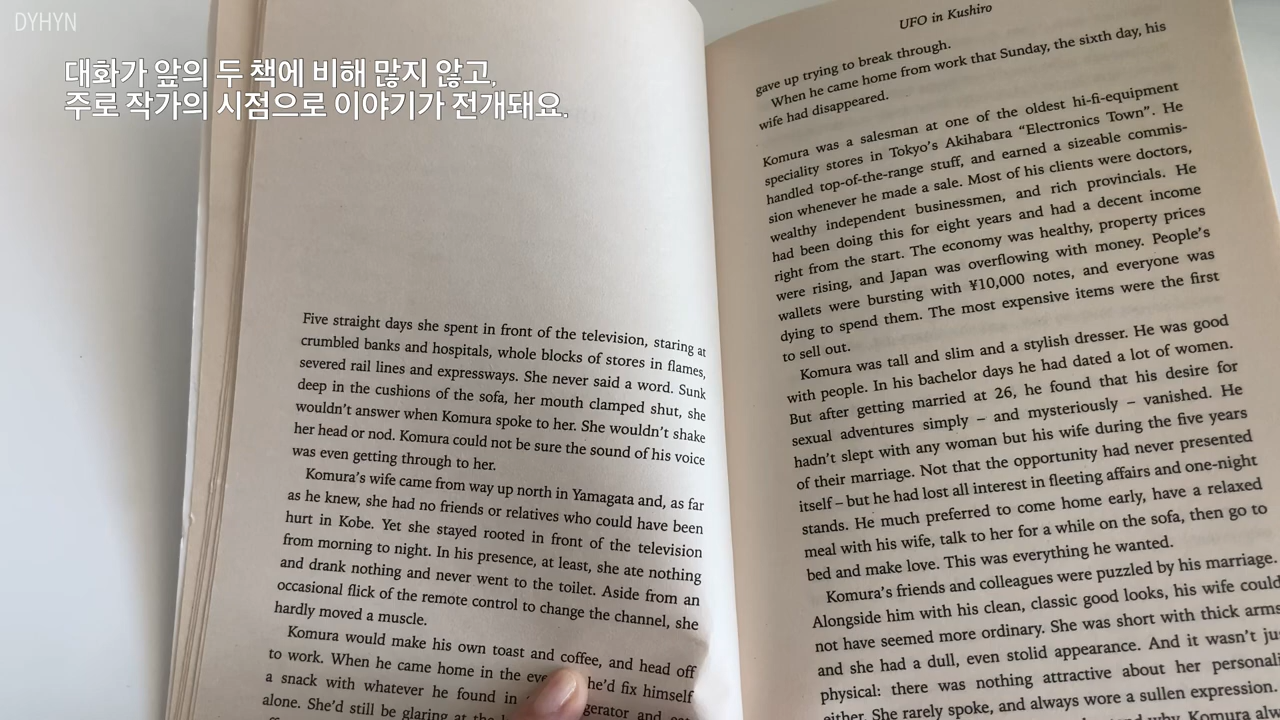 DYHYN
대화가 앞의 두 책에 비해 많지 않고,
주로 작가의 시점으로 이야기가 전개돼요.
Five straight days she spent in front of the television, staring at
crumbled banks and hospitals, whole blocks of stores in flames,
severed rail lines and expressways. She never said a word. Sunk
deep in the cushions of the sofa, her mouth clamped shut, she
wouldn't answer when Komura spoke to her. She wouldn't shake
her head or nod. Komura could not be sure the sound of his voice
was even getting through to her.
Komura's wife came from way up north in Yamagata and, as far
as he knew, she had no friends or relatives who could have been
hurt in Kobe. Yet she stayed rooted in front of the television
from morning to night. In his presence, at least, she ate nothing
and drank nothing and never went to the toilet. Aside from an
occasional flick of the remote control to change the channel, she
hardly moved a muscle.
Komura would make his own toast and coffee, and head off
to work. When he came home in the he'd fix himself
a snack with whatever he found in and
alone. She'd still be glaring at the
UFO in Kushiro
gave up trying to break through.
When he came home from work that Sunday, the sixth day, his
wife had disappeared.
Komura was a salesman at one of the oldest hi-fi-equipment
speciality stores in Tokyo's Akihabara “Electronics Town”. He
handled top-of-the-range stuff, and earned a sizeable commis-
sion whenever he made a sale. Most of his clients were doctors,
wealthy independent businessmen, and rich provincials. He
had been doing this for eight years and had a decent income
right from the start. The economy was healthy, property prices
were rising, and Japan was overflowing with money. People's
wallets were bursting with ¥10,000 notes, and everyone was
dying to spend them. The most expensive items were the first
to sell out.
Komura was tall and slim and a stylish dresser. He was good
with people. In his bachelor days he had dated a lot of women.
But after getting married at 26, he found that his desire for
sexual adventures simply – and mysteriously – vanished. He
hadn't slept with any woman but his wife during the five years
of their marriage. Not that the opportunity had never presented
itself – but he had lost all interest in fleeting affairs and one-night
stands. He much preferred to come home early, have a relaxed
meal with his wife, talk to her for a while on the sofa, then go to
bed and make love. This was everything he wanted.
Komura's friends and colleagues were puzzled by his marriage.
Alongside him with his clean, classic good looks, his wife could
not have seemed more ordinary. She was short with thick arms
and she had a dull, even stolid appearance. And it wasn't
physical: there was nothing attractive about her
either. She rarely spoke, and always wore a sullen expression.
why Komura